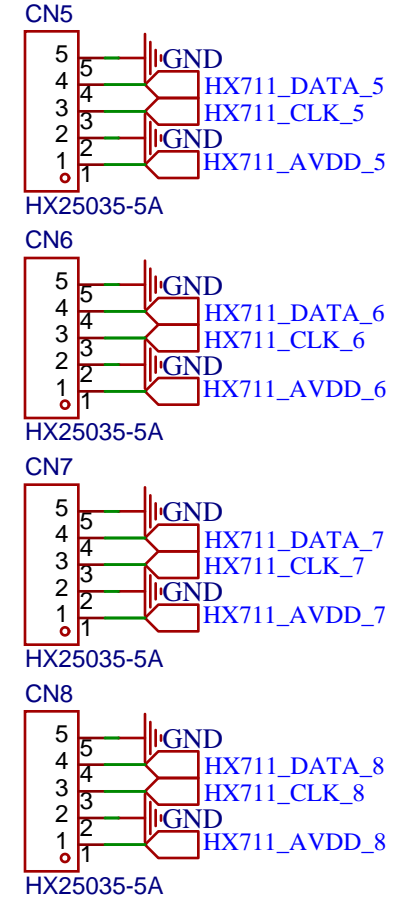 CN5
5 5 GND
4 4 HX711_DATA_5
3 3 HX711_CLK_5
2 2 GND
1 1 HX711_AVDD_5
HX25035-5A
CN6
5 5 GND
4 4 HX711_DATA_6
3 3 HX711_CLK_6
2 2 GND
1 1 HX711_AVDD_6
HX25035-5A
CN7
5 5 GND
4 4 HX711_DATA_7
3 3 HX711_CLK_7
2 2 GND
1 1 HX711_AVDD_7
HX25035-5A
CN8
5 5 GND
4 4 HX711_DATA_8
3 3 HX711_CLK_8
2 2 GND
1 1 HX711_AVDD_8
HX25035-5A